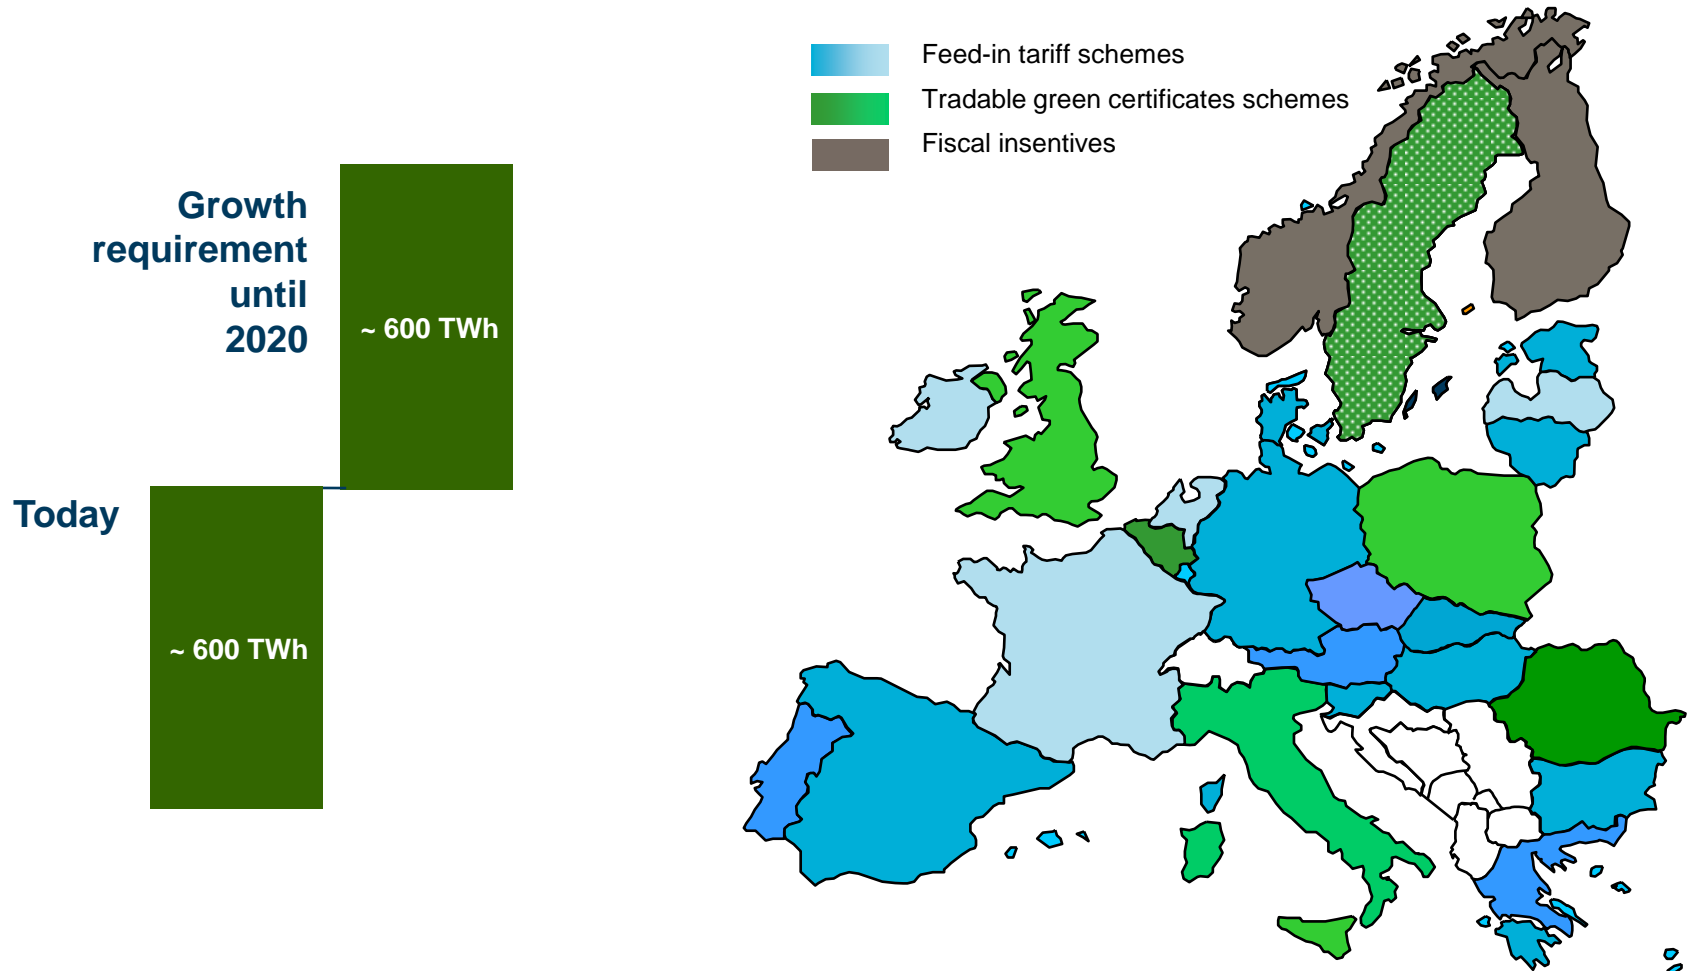 Feed-in tariff schemes
Tradable green certificates schemes
Fiscal insentives
Growth
requirement
until
2020
~ 600 TWh
Today
~ 600 TWh